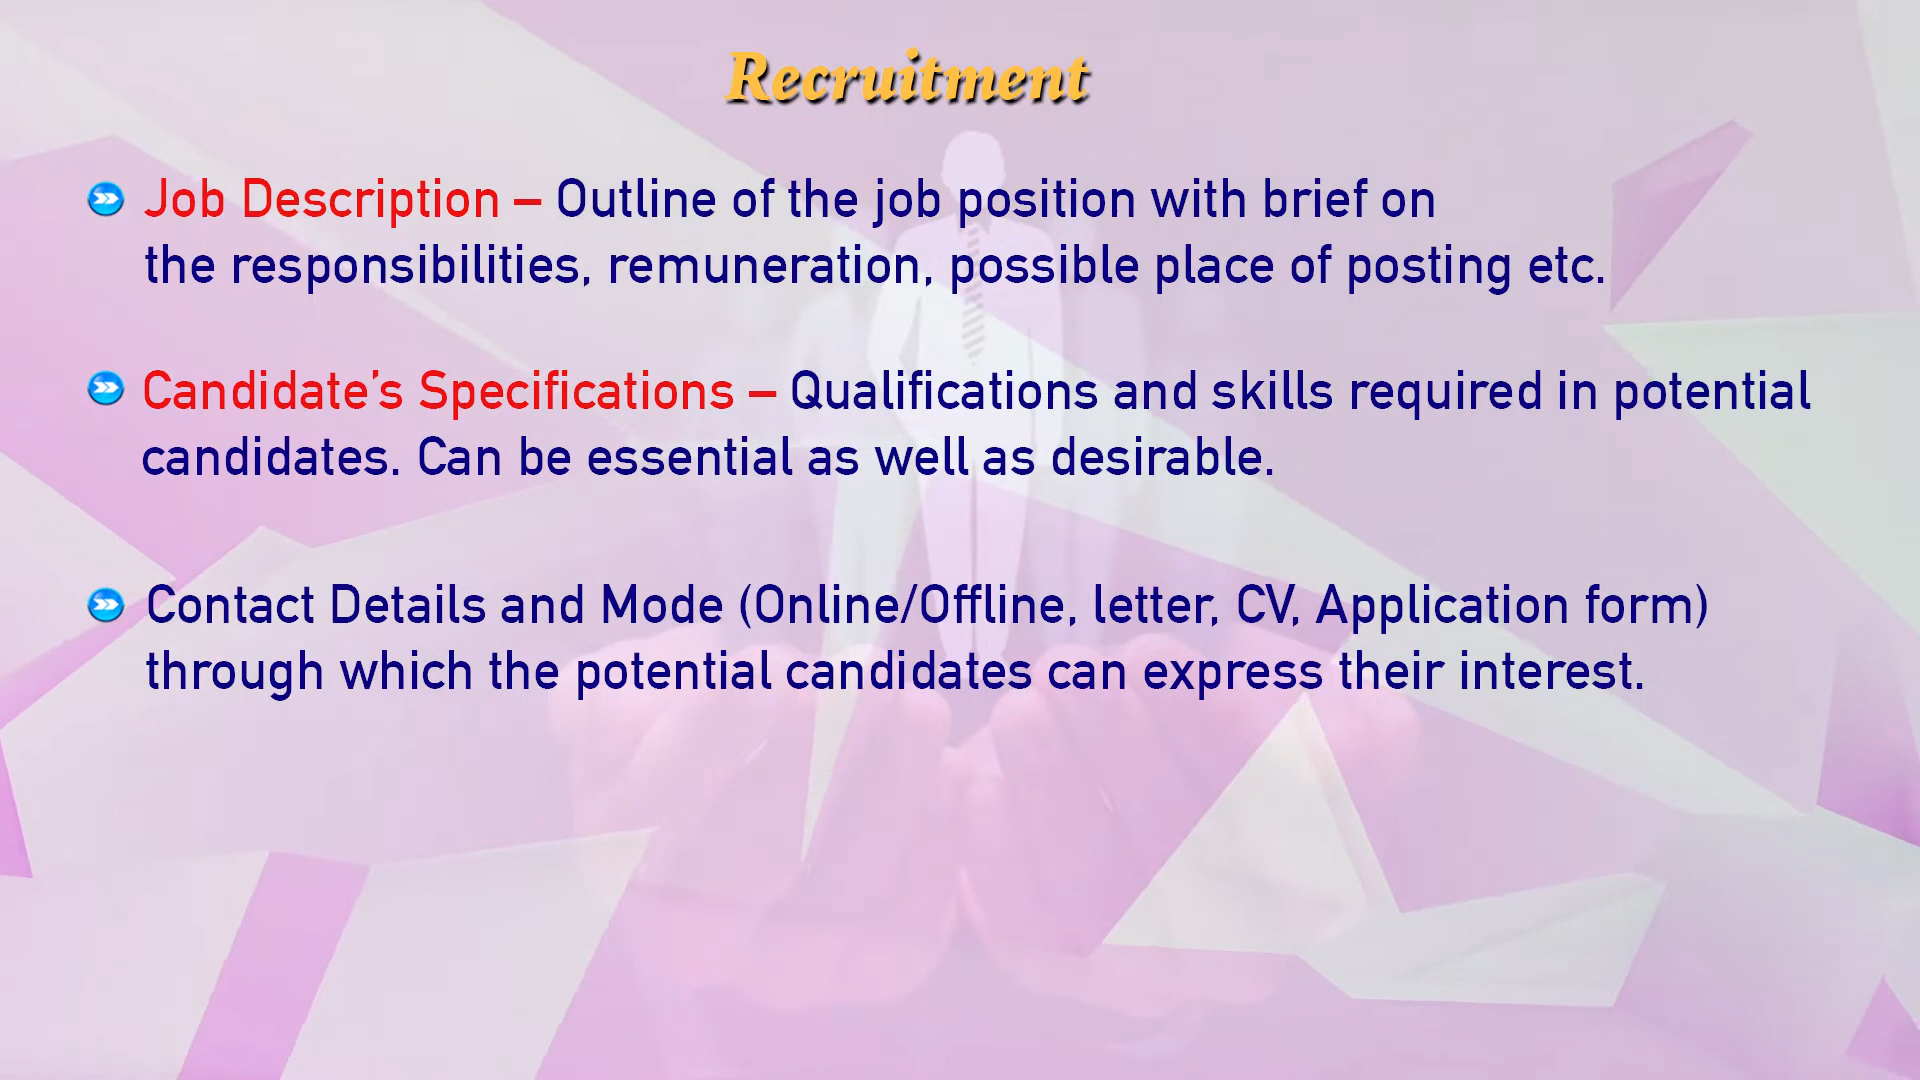 Recruitment
Job Description – Outline of the job position with brief on
the responsibilities, remuneration, possible place of posting etc.
Candidate’s Specifications – Qualifications and skills required in potential
candidates. Can be essential as well as desirable.
Contact Details and Mode (Online/Offline, letter, CV, Application form)
through which the potential candidates can express their interest.